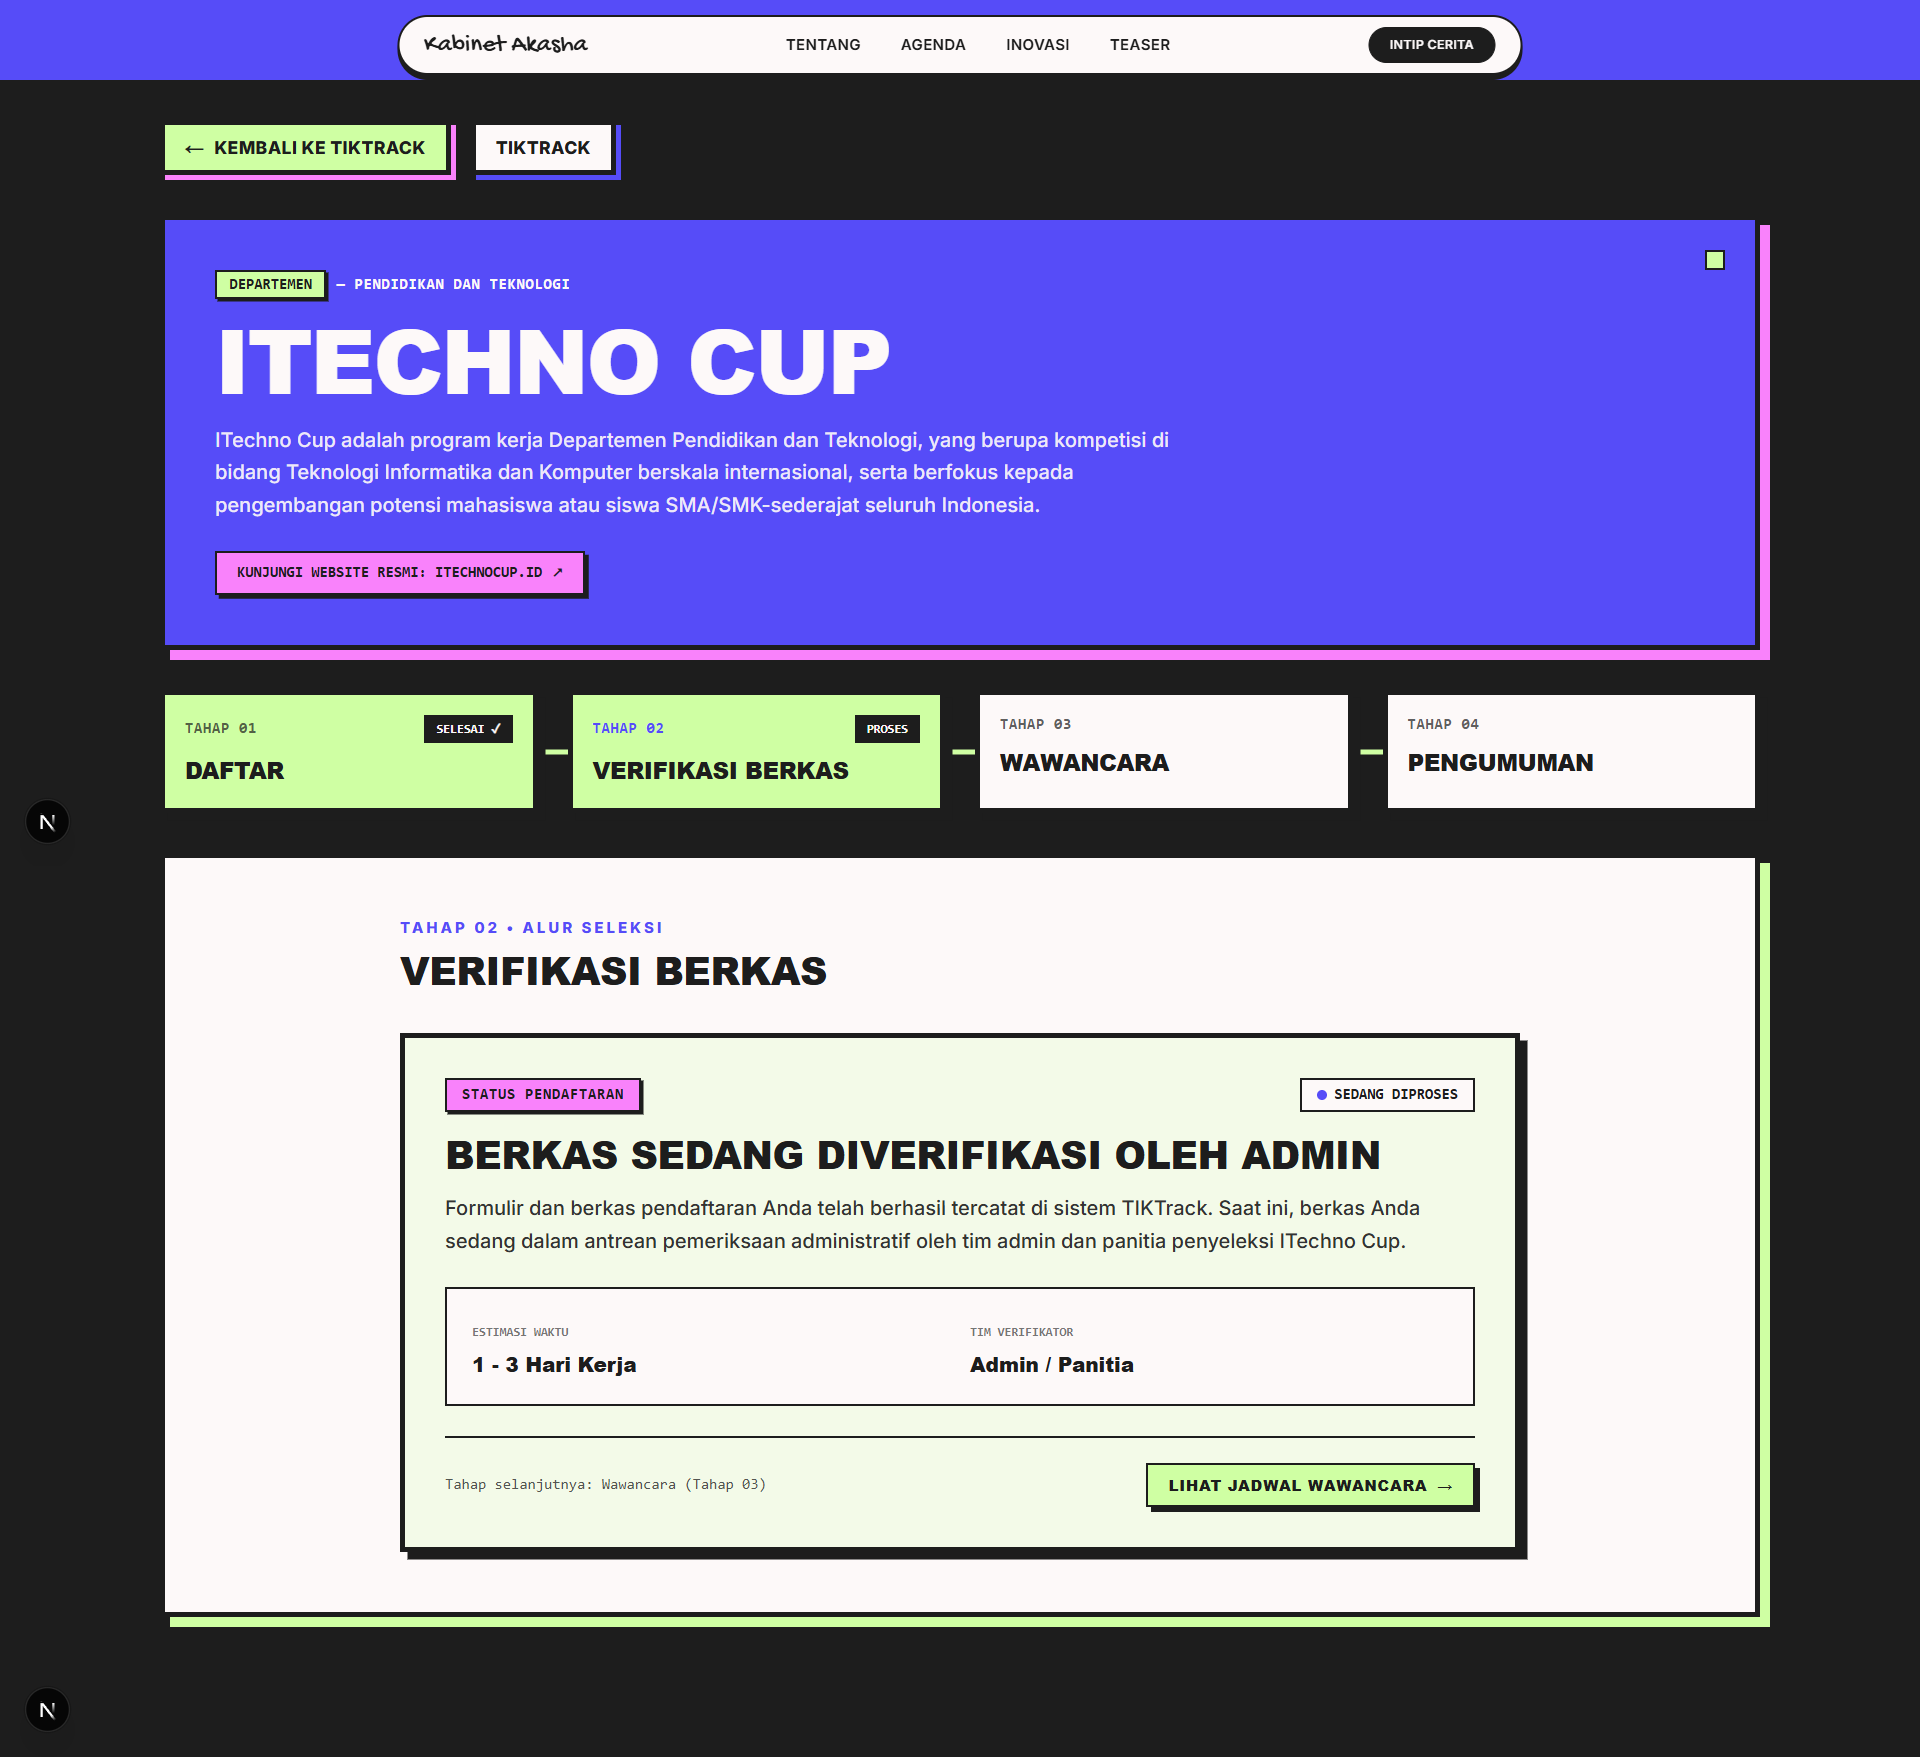 Kabinet Akasha
TENTANG
AGENDA
INOVASI
TEASER
INTIP CERITA
← KEMBALI KE TIKTRACK
TIKTRACK
DEPARTEMEN — PENDIDIKAN DAN TEKNOLOGI
ITECHNO CUP
ITechno Cup adalah program kerja Departemen Pendidikan dan Teknologi, yang berupa kompetisi di
bidang Teknologi Informatika dan Komputer berskala internasional, serta berfokus kepada
pengembangan potensi mahasiswa atau siswa SMA/SMK-sederajat seluruh Indonesia.
KUNJUNGI WEBSITE RESMI: ITECHNOCUP.ID ↗
TAHAP 01
SELESAI ✓
DAFTAR
TAHAP 02
PROSES
VERIFIKASI BERKAS
TAHAP 03
WAWANCARA
TAHAP 04
PENGUMUMAN
N
TAHAP 02 • ALUR SELEKSI
VERIFIKASI BERKAS
STATUS PENDAFTARAN
SEDANG DIPROSES
BERKAS SEDANG DIVERIFIKASI OLEH ADMIN
Formulir dan berkas pendaftaran Anda telah berhasil tercatat di sistem TIKTrack. Saat ini, berkas Anda
sedang dalam antrean pemeriksaan administratif oleh tim admin dan panitia penyeleksi ITechno Cup.
ESTIMASI WAKTU
1 - 3 Hari Kerja
TIM VERIFIKATOR
Admin / Panitia
Tahap selanjutnya: Wawancara (Tahap 03)
LIHAT JADWAL WAWANCARA →
N